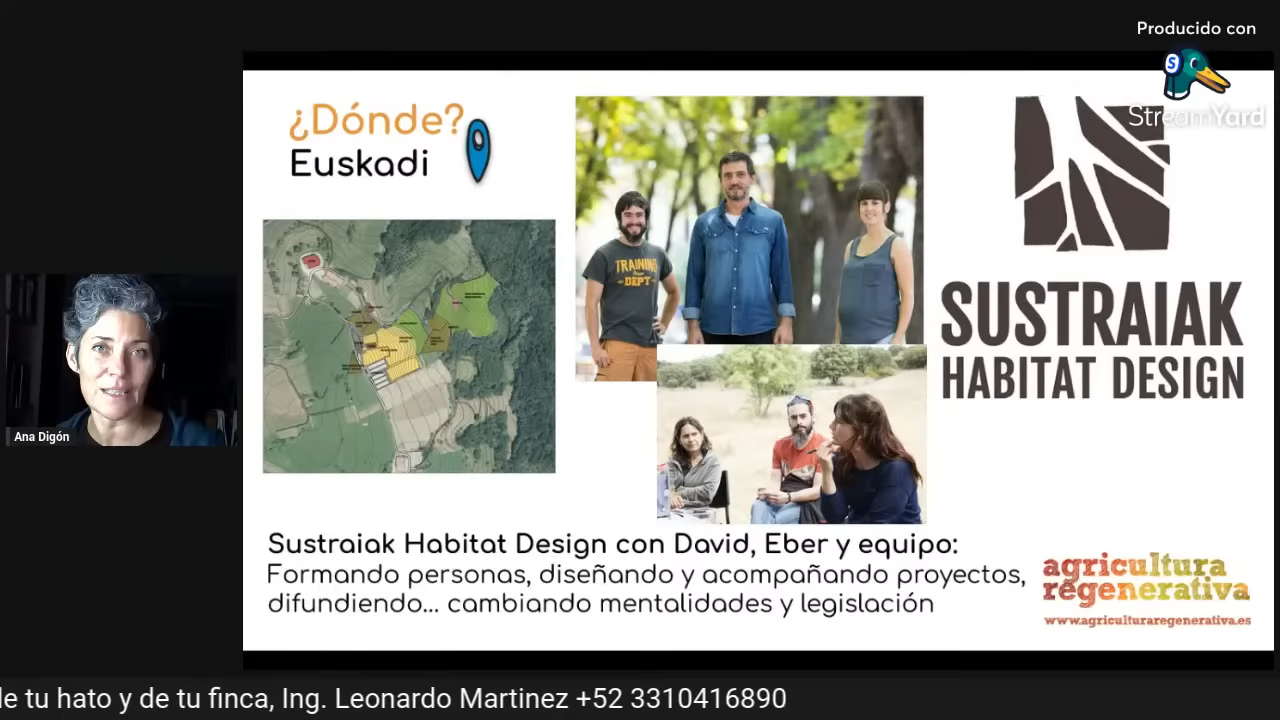 Producido con
StreamYard
¿Dónde?
Euskadi
TRAINING
DEPT
SUSTRAIAK
HABITAT DESIGN
Ana Digón
Sustraiak Habitat Design con David, Eber y equipo:
Formando personas, diseñando y acompañando proyectos,
difundiendo... cambiando mentalidades y legislación
agricultura
regenerativa
www.agriculturaregenerativa.es
de tu hato y de tu finca, Ing. Leonardo Martinez +52 3310416890